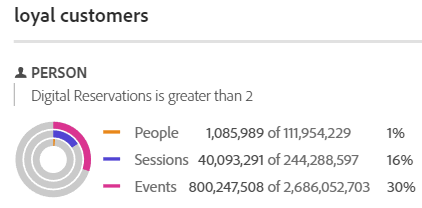 loyal customers
PERSON
Digital Reservations is greater than 2
People 1,085,989 of 111,954,229 1%
Sessions 40,093,291 of 244,288,597 16%
Events 800,247,508 of 2,686,052,703 30%